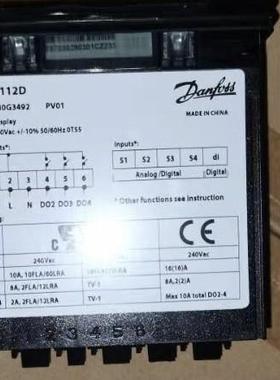 112D
Danfoss
0G3492 PV01
MADE IN CHINA
splay
0Vac +/-10% 50/60Hz 0T55
Inputs*:
S1 S2 S3 S4 di
Analog /Digital Digital
L N DO2 DO3 DO4
* Other functions see instruction
240Vac
240Vac
10A, 10FLA/60LRA
16(16)A
8A, 2FLA/12LRA TV-1 8A,2(2)A
2A, 2FLA/12LRA TV-1 Max 10A total DO2-4
2 3 4 5 6